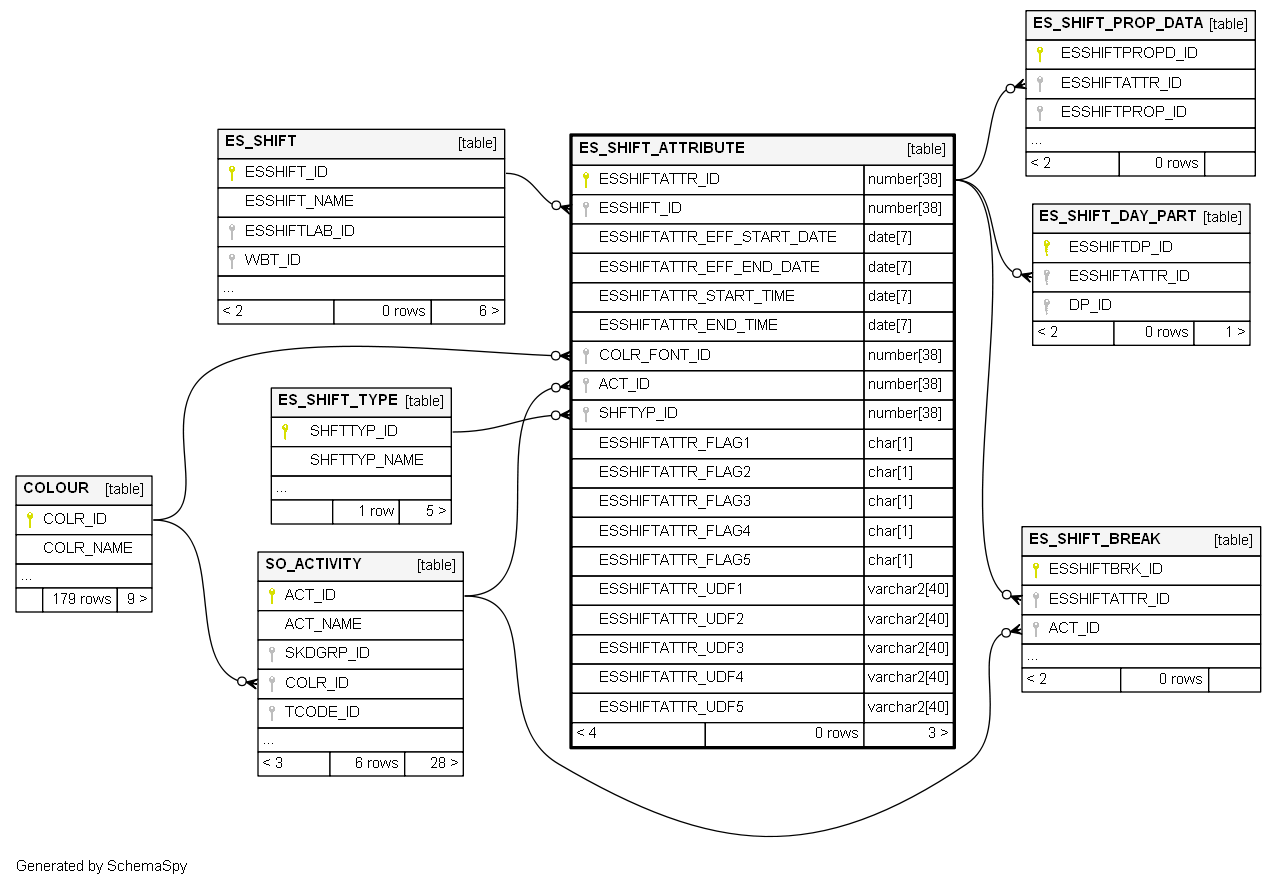 ES_SHIFT_PROP_DATA [table]
ESSHIFTPROPD_ID
ESSHIFTATTR_ID
ESSHIFTPROP_ID
...
< 2 0 rows
ES_SHIFT [table]
ESSHIFT_ID
ESSHIFT_NAME
ESSHIFTLAB_ID
WBT_ID
...
< 2 0 rows 6 >
ES_SHIFT_ATTRIBUTE [table]
ESSHIFTATTR_ID number[38]
ESSHIFT_ID number[38]
ESSHIFTATTR_EFF_START_DATE date[7]
ESSHIFTATTR_EFF_END_DATE date[7]
ESSHIFTATTR_START_TIME date[7]
ESSHIFTATTR_END_TIME date[7]
COLR_FONT_ID number[38]
ACT_ID number[38]
SHFTYP_ID number[38]
ESSHIFTATTR_FLAG1 char[1]
ESSHIFTATTR_FLAG2 char[1]
ESSHIFTATTR_FLAG3 char[1]
ESSHIFTATTR_FLAG4 char[1]
ESSHIFTATTR_FLAG5 char[1]
ESSHIFTATTR_UDF1 varchar2[40]
ESSHIFTATTR_UDF2 varchar2[40]
ESSHIFTATTR_UDF3 varchar2[40]
ESSHIFTATTR_UDF4 varchar2[40]
ESSHIFTATTR_UDF5 varchar2[40]
< 4 0 rows 3 >
ES_SHIFT_DAY_PART [table]
ESSHIFTDP_ID
ESSHIFTATTR_ID
DP_ID
< 2 0 rows 1 >
ES_SHIFT_TYPE [table]
SHFTTYP_ID
SHFTTYP_NAME
...
1 row 5 >
COLOUR [table]
COLR_ID
COLR_NAME
...
179 rows 9 >
SO_ACTIVITY [table]
ACT_ID
ACT_NAME
SKDGRP_ID
COLR_ID
TCODE_ID
...
< 3 6 rows 28 >
ES_SHIFT_BREAK [table]
ESSHIFTBRK_ID
ESSHIFTATTR_ID
ACT_ID
...
< 2 0 rows
Generated by SchemaSpy